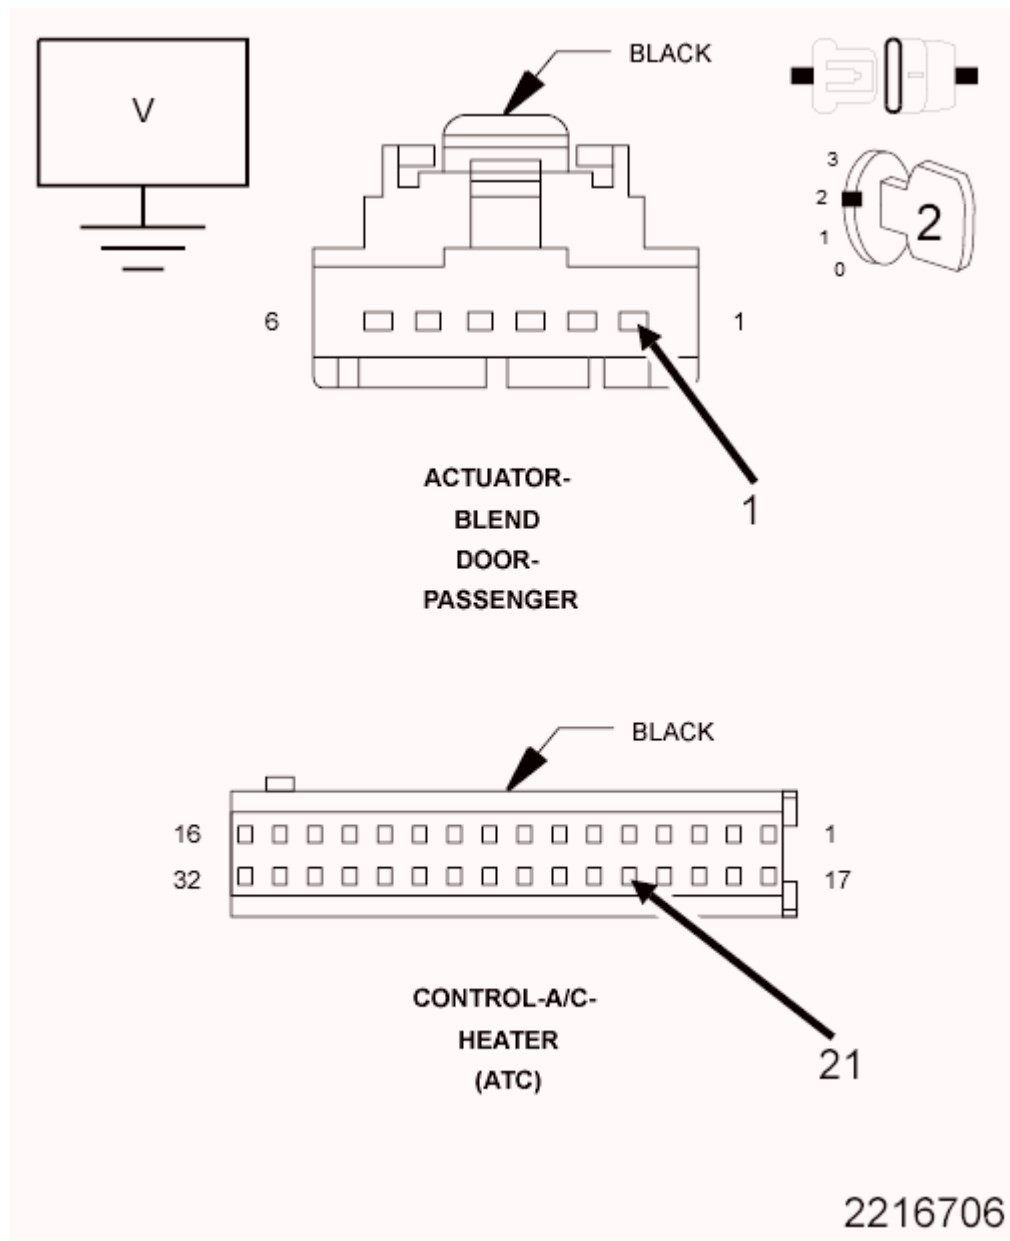 V
BLACK
3
2
1
0
2
6
1
1
ACTUATOR-
BLEND
DOOR-
PASSENGER
BLACK
16
1
32
17
21
CONTROL-A/C-
HEATER
(ATC)
2216706